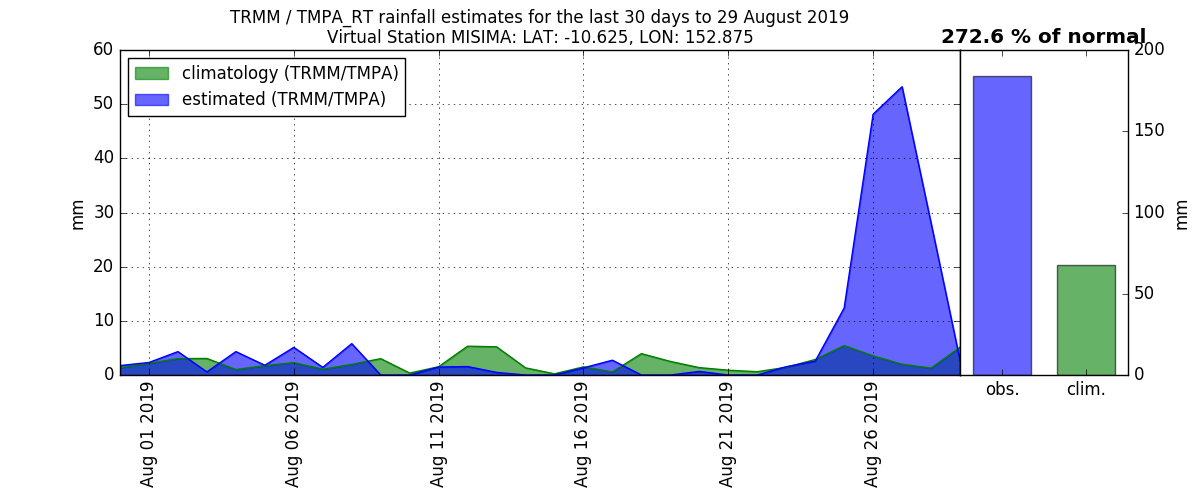 TRMM / TMPA_RT rainfall estimates for the last 30 days to 29 August 2019
Virtual Station MISIMA: LAT: -10.625, LON: 152.875
272.6 % of normal
climatology (TRMM/TMPA)
estimated (TRMM/TMPA)
60
50
40
30
20
10
0
mm
Aug 01 2019
Aug 06 2019
Aug 11 2019
Aug 16 2019
Aug 21 2019
Aug 26 2019
obs.
clim.
200
150
100
50
0
mm